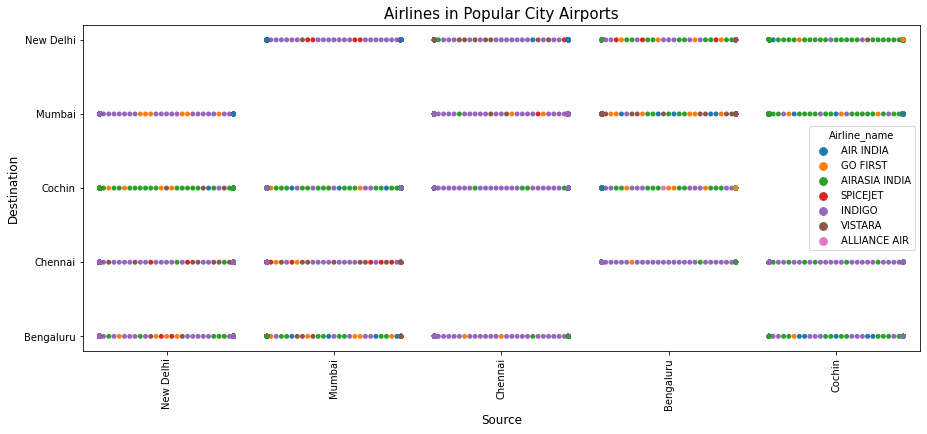 Airlines in Popular City Airports
New Delhi
Mumbai
Cochin
Chennai
Bengaluru
Destination
Airline_name
AIR INDIA
GO FIRST
AIRASIA INDIA
SPICEJET
INDIGO
VISTARA
ALLIANCE AIR
New Delhi
Mumbai
Chennai
Bengaluru
Cochin
Source